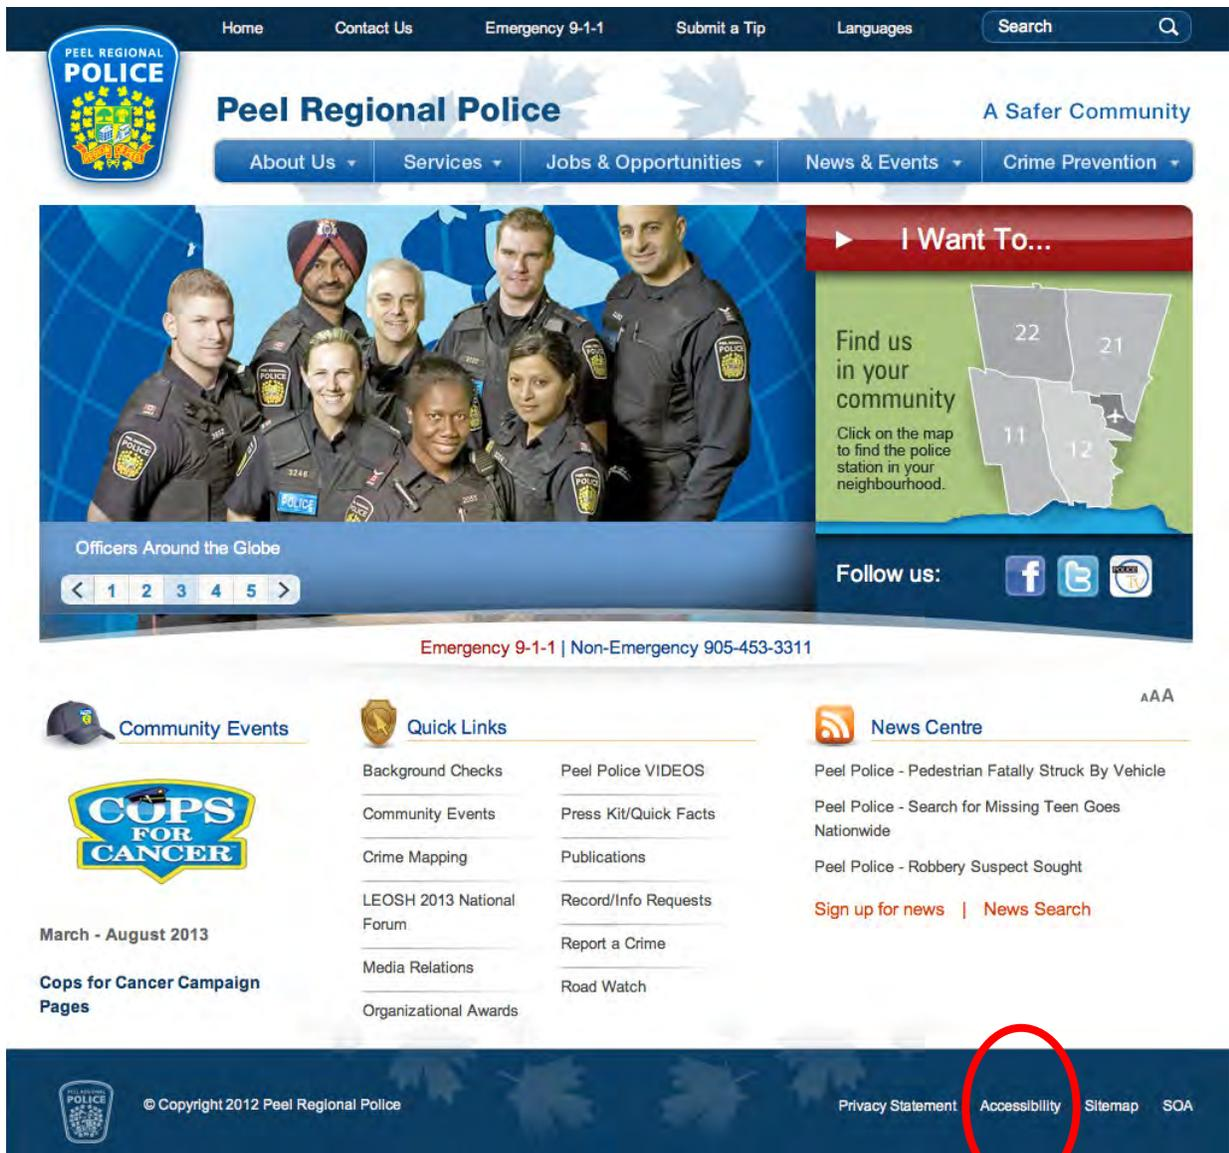 Home Contact Us Emergency 9-1-1 Submit a Tip Languages Search
PEEL REGIONAL
POLICE
Peel Regional Police
A Safer Community
About Us Services Jobs & Opportunities News & Events Crime Prevention
I Want To...
Find us
in your
community
Click on the map
to find the police
station in your
neighbourhood.
22
21
11
12
3246
POLICE
Officers Around the Globe
< 1 2 3 4 5 >
Follow us:
Emergency 9-1-1 | Non-Emergency 905-453-3311
AAA
Community Events
COPS
FOR
CANCER
March - August 2013
Cops for Cancer Campaign
Pages
Quick Links
Background Checks
Community Events
Crime Mapping
LEOSH 2013 National
Forum
Media Relations
Organizational Awards
Peel Police VIDEOS
Press Kit/Quick Facts
Publications
Record/Info Requests
Report a Crime
Road Watch
News Centre
Peel Police - Pedestrian Fatally Struck By Vehicle
Peel Police - Search for Missing Teen Goes
Nationwide
Peel Police - Robbery Suspect Sought
Sign up for news | News Search
POLICE
© Copyright 2012 Peel Regional Police
Privacy Statement Accessibility Sitemap SOA